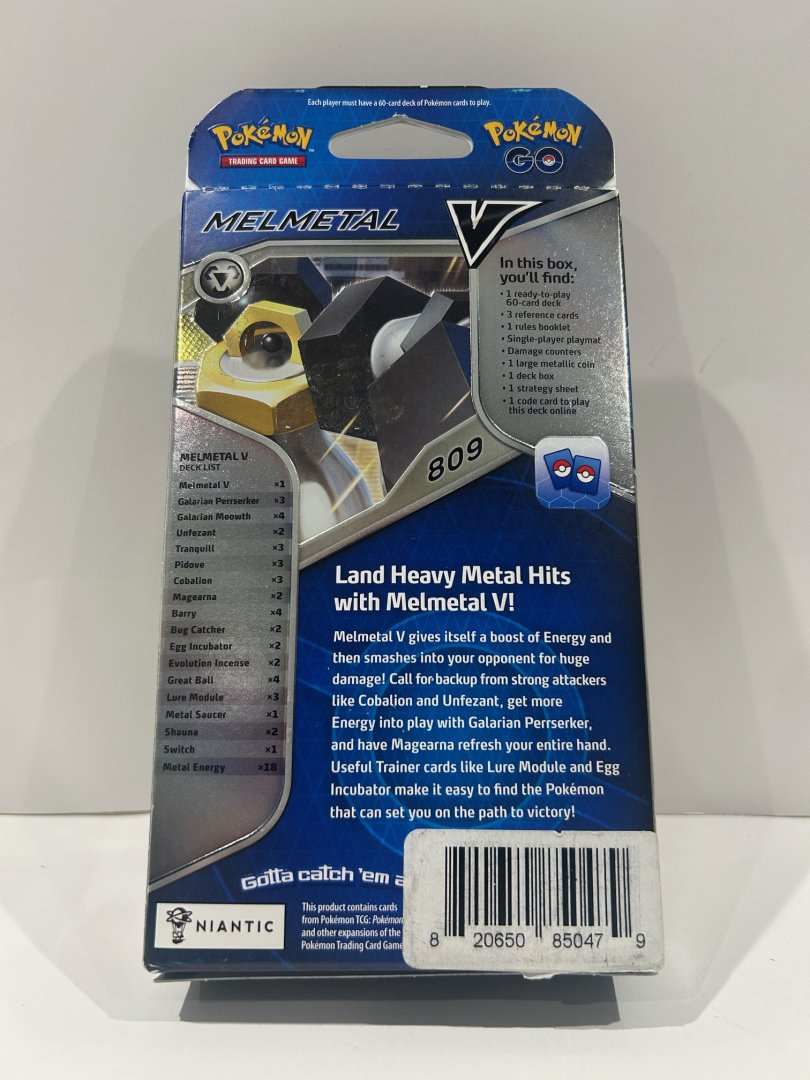 Each player must have a 60-card deck of Pokémon cards to play.
POKéMON
TRADING CARD GAME
POKéMON
GO
MELMETAL V
In this box,
you'll find:
• 1 ready-to-play
60-card deck
• 3 reference cards
• 1 rules booklet
• Single-player playmat
• Damage counters
• 1 large metallic coin
• 1 deck box
• 1 strategy sheet
• 1 code card to play
this deck online
809
MELMETAL V
DECK LIST
Melmetal V ×1
Galarian Perrserker ×3
Galarian Meowth ×4
Unfezant ×2
Tranquill ×3
Pidove ×3
Cobalion ×3
Magearna ×2
Barry ×4
Bug Catcher ×2
Egg Incubator ×2
Evolution Incense ×2
Great Ball ×4
Lure Module ×3
Metal Saucer ×1
Shauna ×2
Switch ×1
Metal Energy ×18
Land Heavy Metal Hits
with Melmetal V!
Melmetal V gives itself a boost of Energy and
then smashes into your opponent for huge
damage! Call for backup from strong attackers
like Cobalion and Unfezant, get more
Energy into play with Galarian Perrserker,
and have Magearna refresh your entire hand.
Useful Trainer cards like Lure Module and Egg
Incubator make it easy to find the Pokémon
that can set you on the path to victory!
Gotta catch 'em a
NIANTIC
This product contains cards
from Pokémon TCG: Pokémon
and other expansions of the
Pokémon Trading Card Game
8 20650 85047 9